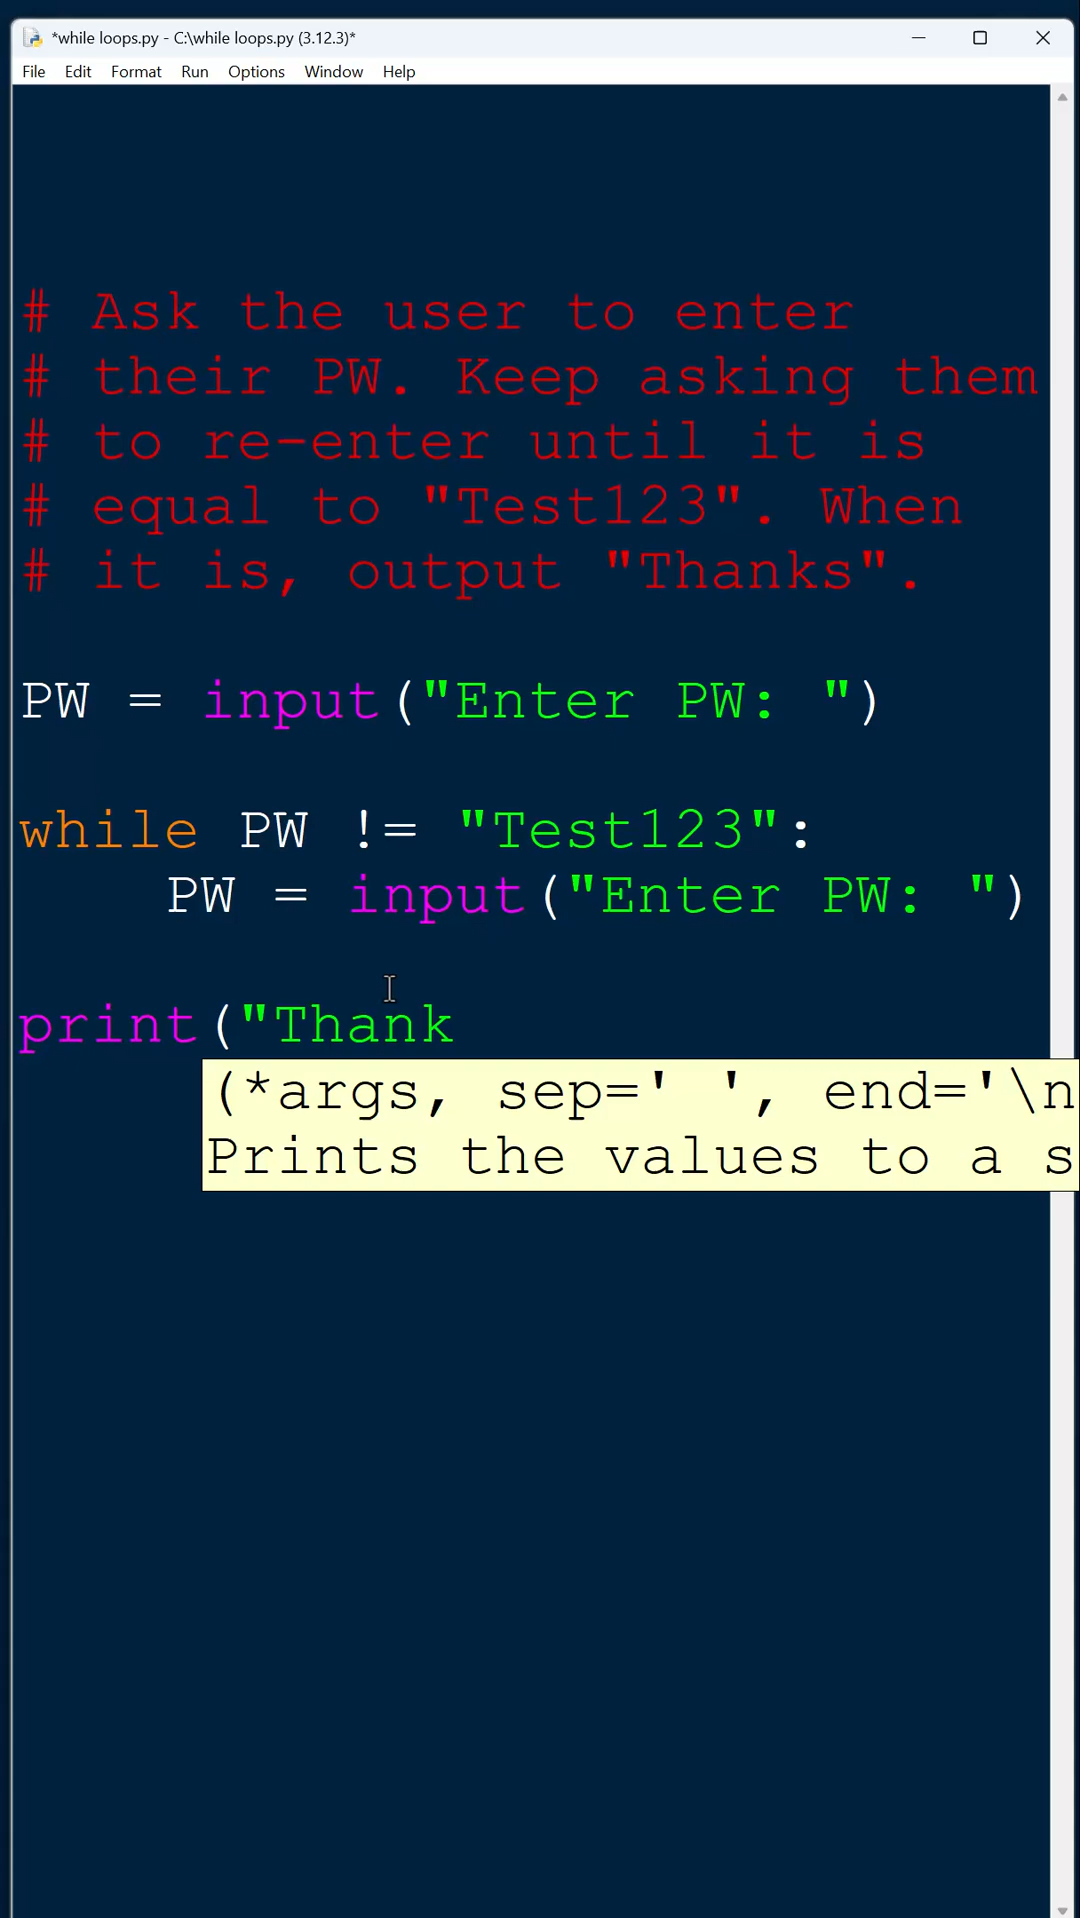 *while loops.py - C:\while loops.py (3.12.3)*
File Edit Format Run Options Window Help
# Ask the user to enter
# their PW. Keep asking them
# to re-enter until it is
# equal to "Test123". When
# it is, output "Thanks".
PW = input("Enter PW: ")
while PW != "Test123":
    PW = input("Enter PW: ")
print("Thank
(*args, sep=' ', end='\n
Prints the values to a s